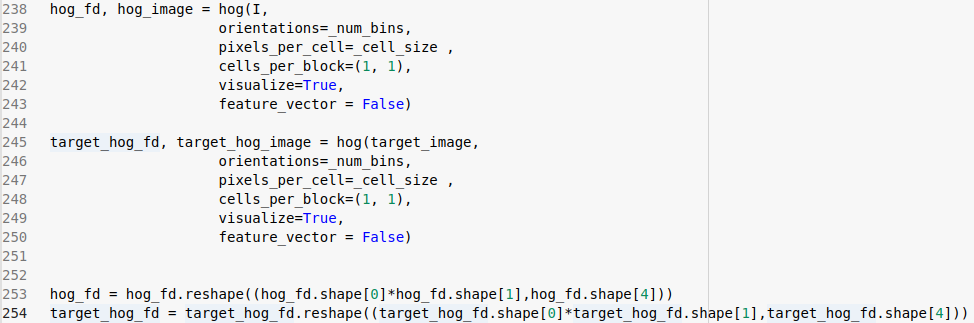 238 hog_fd, hog_image = hog(I,
239 orientations=_num_bins,
240 pixels_per_cell=_cell_size ,
241 cells_per_block=(1, 1),
242 visualize=True,
243 feature_vector = False)
244
245 target_hog_fd, target_hog_image = hog(target_image,
246 orientations=_num_bins,
247 pixels_per_cell=_cell_size ,
248 cells_per_block=(1, 1),
249 visualize=True,
250 feature_vector = False)
251
252
253 hog_fd = hog_fd.reshape((hog_fd.shape[0]*hog_fd.shape[1],hog_fd.shape[4]))
254 target_hog_fd = target_hog_fd.reshape((target_hog_fd.shape[0]*target_hog_fd.shape[1],target_hog_fd.shape[4]))